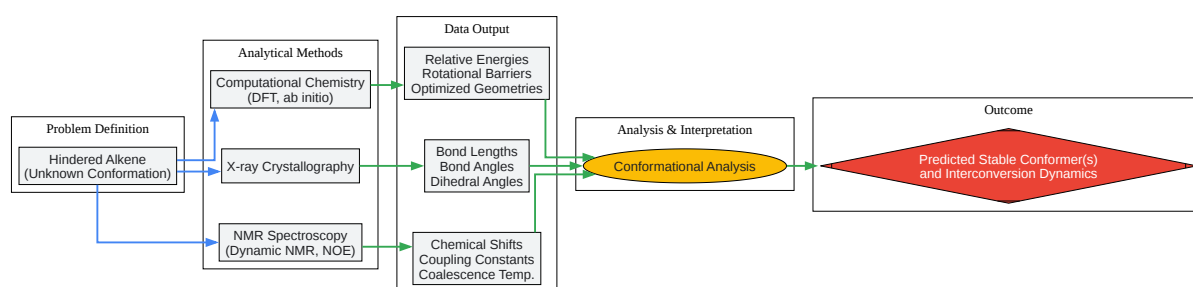 Problem Definition
Hindered Alkene
(Unknown Conformation)
Analytical Methods
Computational Chemistry
(DFT, ab initio)
X-ray Crystallography
NMR Spectroscopy
(Dynamic NMR, NOE)
Data Output
Relative Energies
Rotational Barriers
Optimized Geometries
Bond Lengths
Bond Angles
Dihedral Angles
Chemical Shifts
Coupling Constants
Coalescence Temp.
Analysis & Interpretation
Conformational Analysis
Outcome
Predicted Stable Conformer(s)
and Interconversion Dynamics